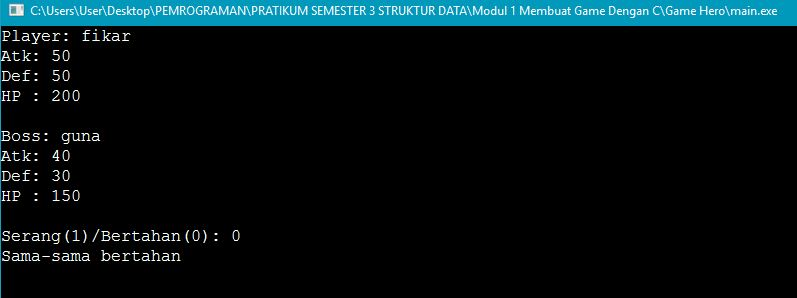 C:\Users\User\Desktop\PEMROGRAMAN\PRATIKUM SEMESTER 3 STRUKTUR DATA\Modul 1 Membuat Game Dengan C\Game Hero\main.exe
Player: fikar
Atk: 50
Def: 50
HP : 200
Boss: guna
Atk: 40
Def: 30
HP : 150
Serang(1)/Bertahan(0): 0
Sama-sama bertahan